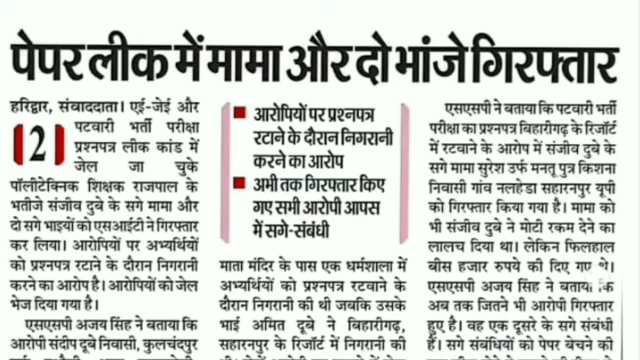 पेपर लीक में मामा और दो भांजे गिरफ्तार
हरिद्वार, संवाददाता। एई-जेई और
पटवारी भर्ती परीक्षा
2
प्रश्नपत्र लीक कांड में
जेल जा चुके
पॉलीटेक्निक शिक्षक राजपाल के
भतीजे संजीव दुबे के सगे मामा और
दो सगे भाइयों को एसआईटी ने गिरफ्तार
कर लिया। आरोपियों पर अभ्यर्थियों
को प्रश्नपत्र रटाने के दौरान निगरानी
करने का आरोप है। आरोपियों को जेल
भेज दिया गया है।
एसएसपी अजय सिंह ने बताया कि
आरोपी संदीप दूबे निवासी, कुलचंदपुर
आरोपियों पर प्रश्नपत्र
रटाने के दौरान निगरानी
करने का आरोप
अभी तक गिरफ्तार किए
गए सभी आरोपी आपस
में सगे-संबंधी
माता मंदिर के पास एक धर्मशाला में
अभ्यर्थियों को प्रश्नपत्र रटवाने के
दौरान निगरानी की थी जबकि उसके
भाई अमित दूबे ने बिहारीगढ़,
सहारनपुर के रिजॉर्ट में निगरानी की
एसएसपी ने बताया कि पटवारी भर्ती
परीक्षा का प्रश्नपत्र बिहारीगढ़ के रिजॉर्ट
में रटवाने के आरोप में संजीव दुबे के
सगे मामा सुरेश उर्फ मनतू पुत्र किशना
निवासी गांव नलहेडा सहारनपुर यूपी
को गिरफ्तार किया गया है। मामा को
भी संजीव दुबे ने मोटी रकम देने का
लालच दिया था। लेकिन फिलहाल
बीस हजार रुपये की दिए गए थे।
एसएसपी अजय सिंह ने बताया कि
अब तक जितने भी आरोपी गिरफ्तार
हुए है। वह एक दूसरे के सगे संबंधी
है। सगे संबंधियों को पेपर बेचने की